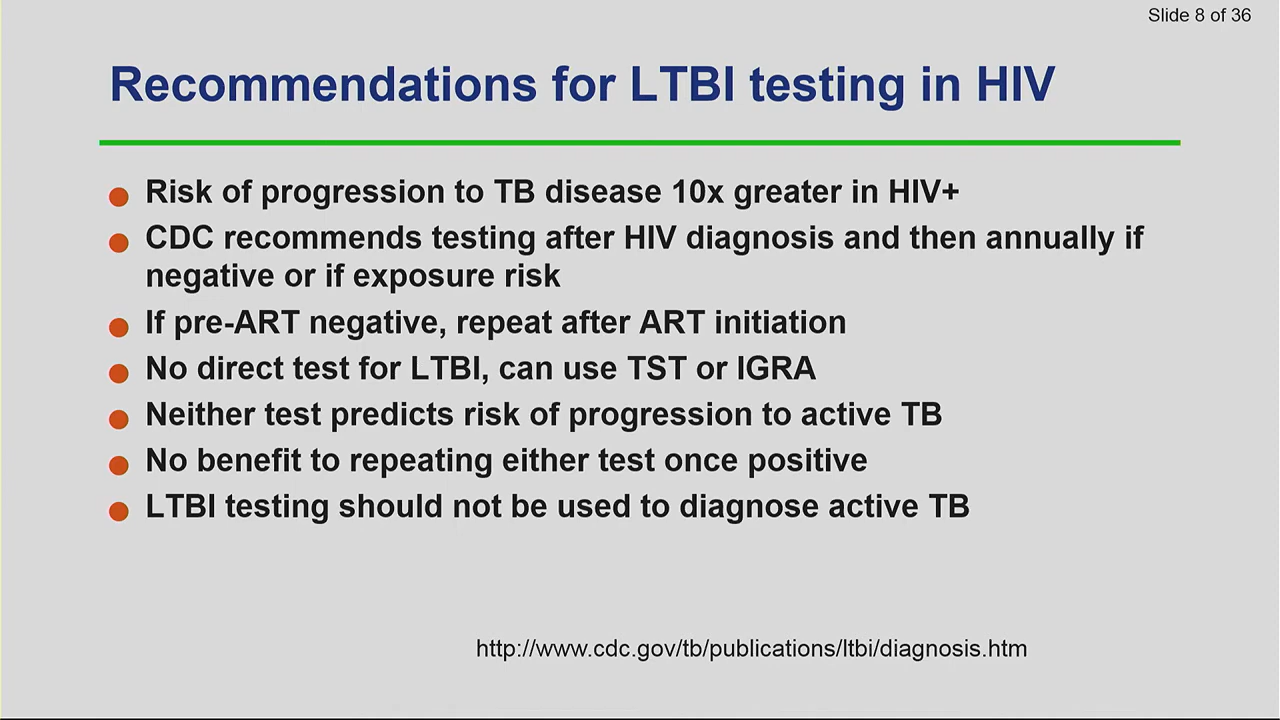 Slide 8 of 36
Recommendations for LTBI testing in HIV
Risk of progression to TB disease 10x greater in HIV+
CDC recommends testing after HIV diagnosis and then annually if
negative or if exposure risk
If pre-ART negative, repeat after ART initiation
No direct test for LTBI, can use TST or IGRA
Neither test predicts risk of progression to active TB
No benefit to repeating either test once positive
LTBI testing should not be used to diagnose active TB
http://www.cdc.gov/tb/publications/ltbi/diagnosis.htm